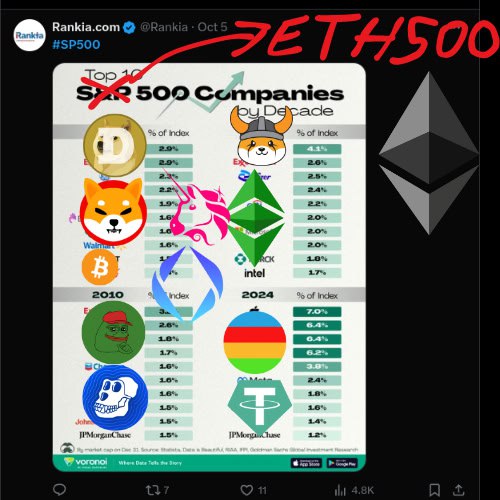 Rankia.com @Rankia · Oct 5
Rankia
#SP500
ETH500
Top 10
S&P 500 Companies
by Decade
% of Index
% of Index
2.9%
4.1%
2.9%
2.6%
2.3%
2.5%
2.2%
2.4%
1.9%
2.2%
1.6%
2.0%
1.6%
2.0%
Walmart
1.6%
2.0%
1.8%
intel
1.7%
2010
% of Index
2024
% of Index
7.0%
2.6%
6.4%
1.8%
6.4%
1.7%
6.2%
1.6%
3.8%
1.6%
Meta
2.4%
1.6%
1.8%
1.5%
1.6%
1.5%
1.4%
JPMorganChase
1.5%
JPMorganChase
1.2%
By market cap on Dec 31. Source: Statista, Data is Beautiful, RIAA, IFPI, Goldman Sachs Global Investment Research
voronoi
Where Data Tells the Story
App Store
Google Play
7
11
4.8K